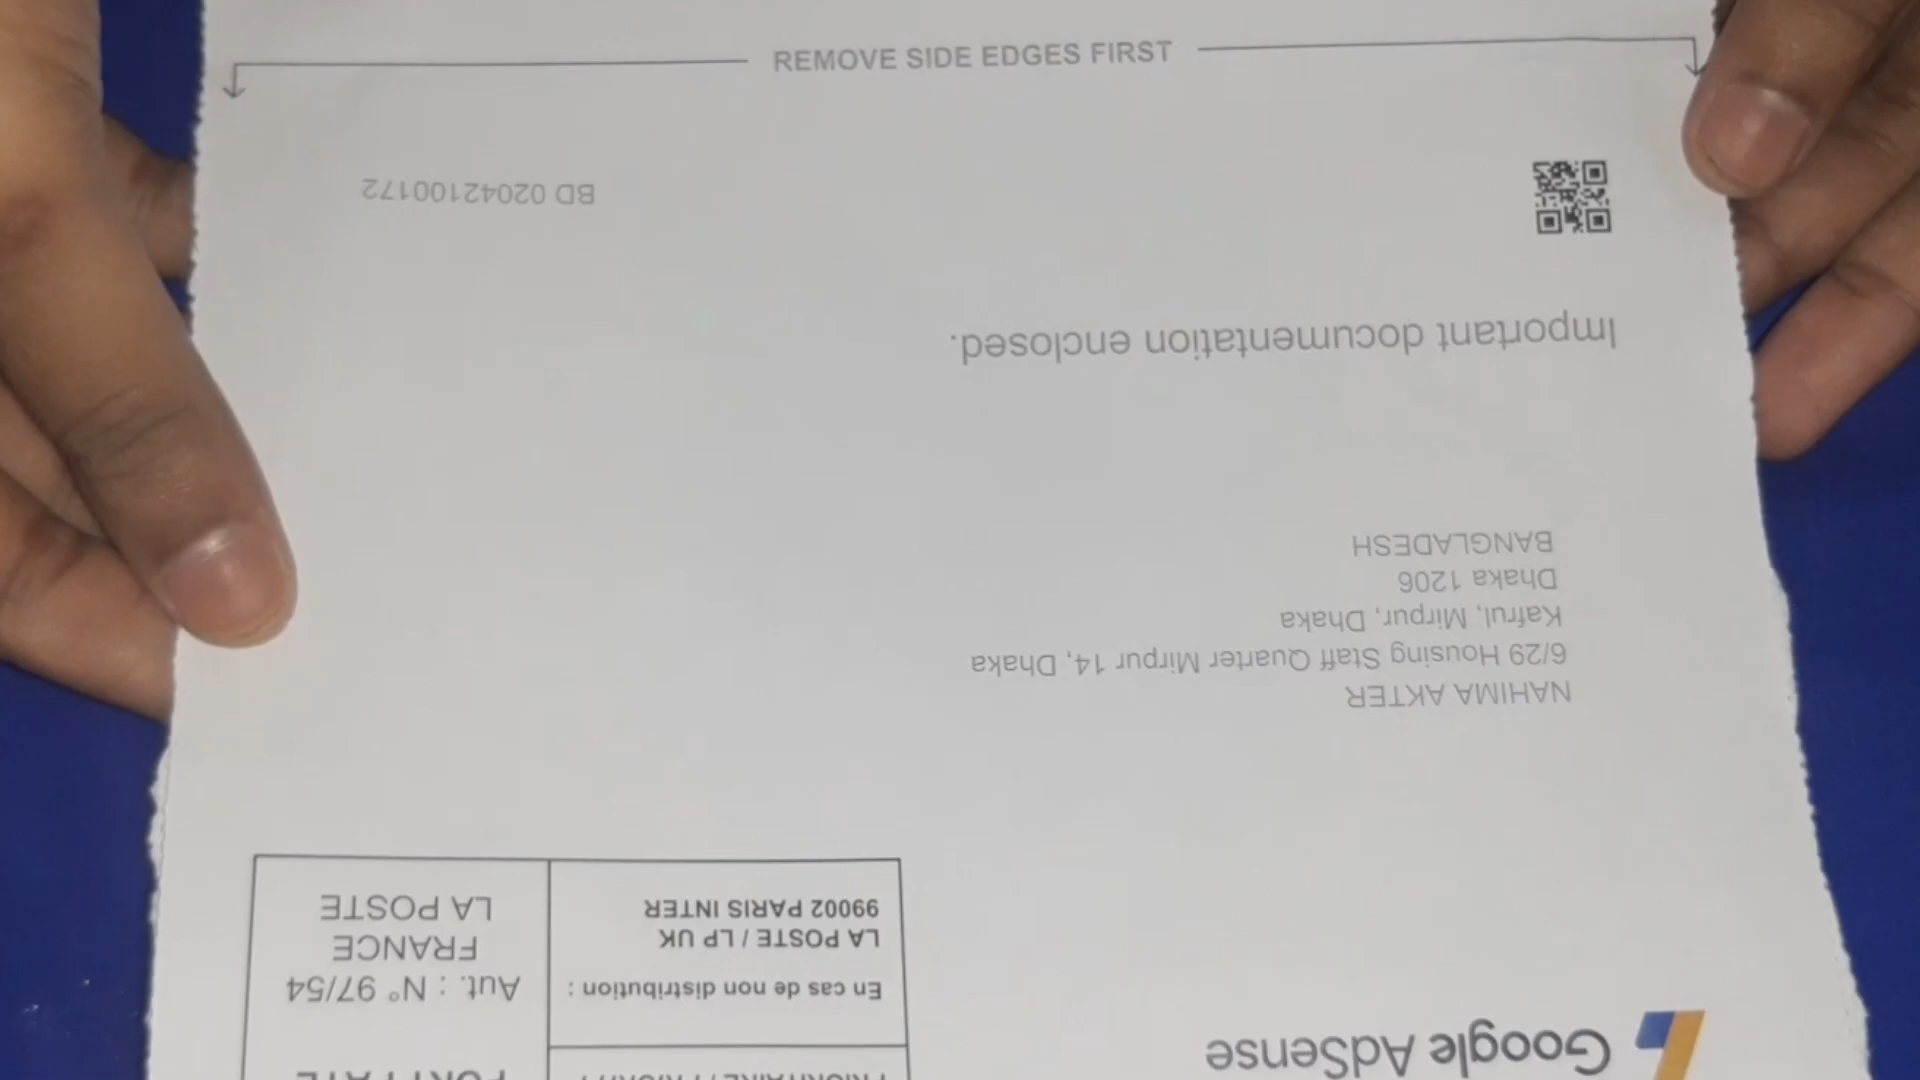 REMOVE SIDE EDGES FIRST
Google AdSense
En cas de non distribution :
LA POSTE / LP UK
99002 PARIS INTER
Aut. : N° 97/54
FRANCE
LA POSTE
NAHIMA AKTER
6/29 Housing Staff Quarter Mirpur 14, Dhaka
Kafrul, Mirpur, Dhaka
Dhaka 1206
BANGLADESH
Important documentation enclosed.
BD 02042100172